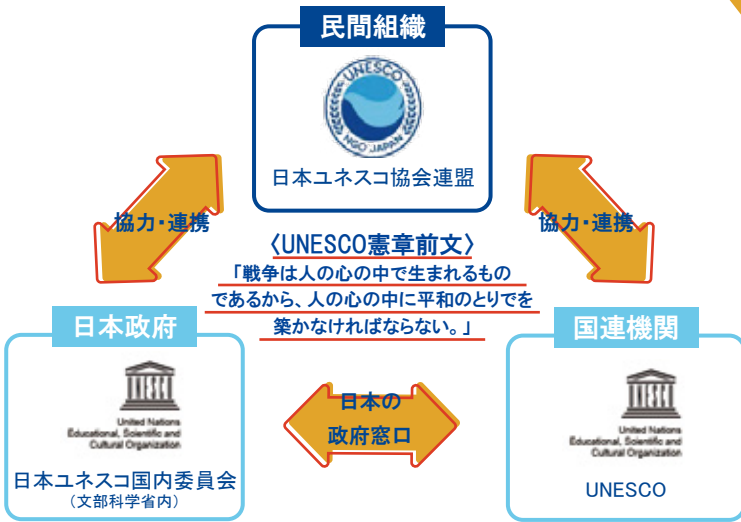 民間組織
UNESCO
NGO JAPAN
日本ユネスコ協会連盟
協力・連携
協力・連携
〈UNESCO憲章前文〉
「戦争は人の心の中で生まれるもの
であるから、人の心の中に平和のとりでを
築かなければならない。」
日本政府
UNESCO
United Nations
Educational, Scientific and
Cultural Organization
日本ユネスコ国内委員会
(文部科学省内)
日本の
政府窓口
国連機関
UNESCO
United Nations
Educational, Scientific and
Cultural Organization
UNESCO